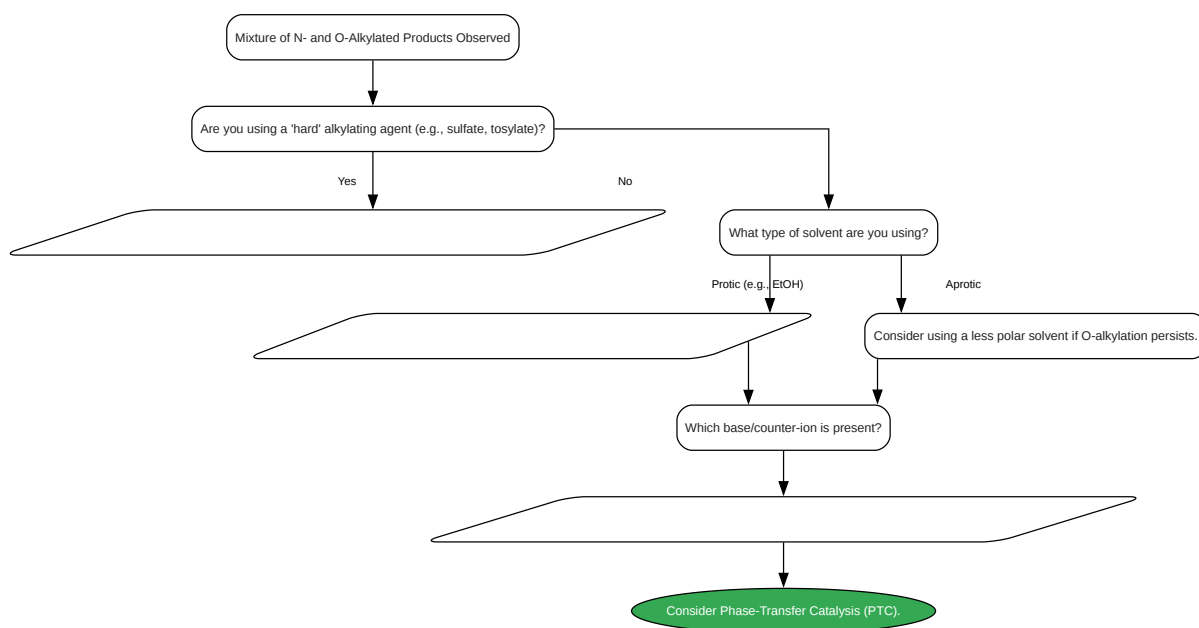 Mixture of N- and O-Alkylated Products Observed
Are you using a 'hard' alkylating agent (e.g., sulfate, tosylate)?
Yes
No
What type of solvent are you using?
Protic (e.g., EtOH)
Aprotic
Consider using a less polar solvent if O-alkylation persists.
Which base/counter-ion is present?
Consider Phase-Transfer Catalysis (PTC).